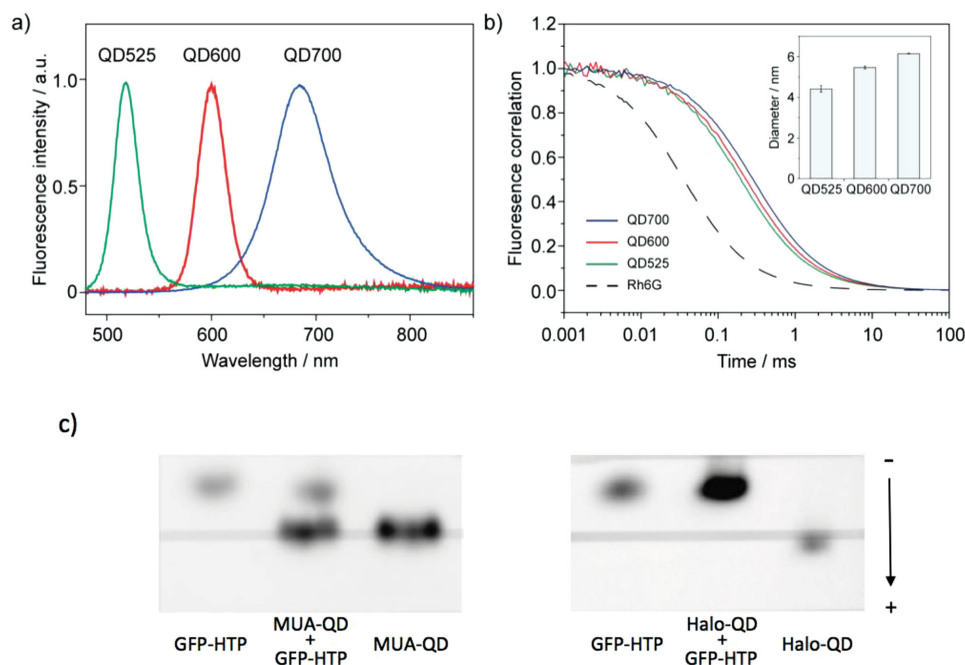 a)
QD525 QD600 QD700
Fluorescence intensity / a.u.
1.0
0.5
0
500 600 700 800
Wavelength / nm
b)
Fluoresence correlation
1.2
1.0
0.8
0.6
0.4
0.2
0.0
QD700
QD600
QD525
Rh6G
0.001 0.01 0.1 1 10 100
Time / ms
Diameter / nm
6
4
2
0
QD525 QD600 QD700
c)
GFP-HTP
MUA-QD
+
GFP-HTP
MUA-QD
GFP-HTP
Halo-QD
+
GFP-HTP
Halo-QD
-
+